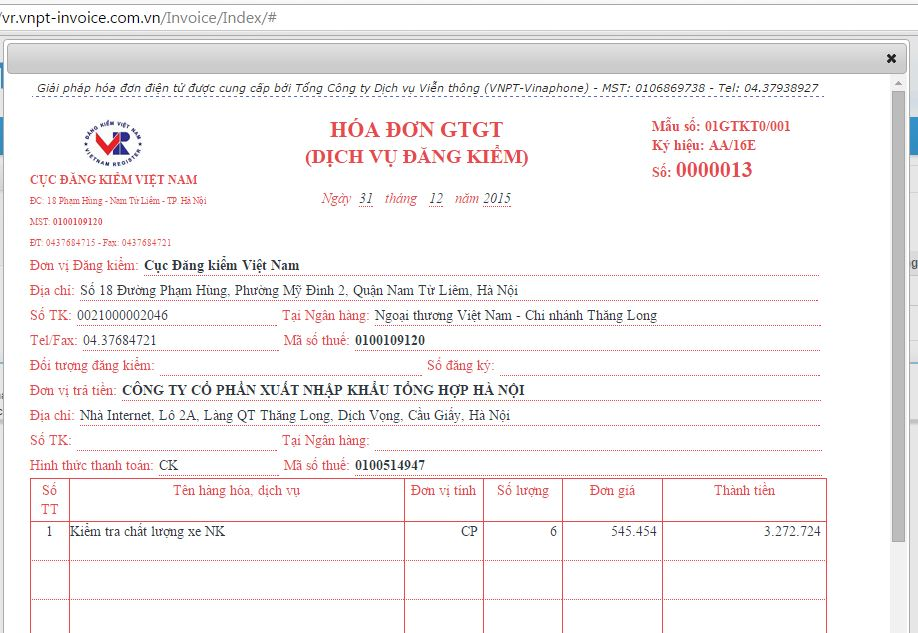 vr.vnpt-invoice.com.vn/Invoice/Index/#
Giải pháp hóa đơn điện tử được cung cấp bởi Tổng Công ty Dịch vụ Viễn thông (VNPT-Vinaphone) - MST: 0106869738 - Tel: 04.37938927
ĐĂNG KIỂM VIỆT NAM
VR
VIETNAM REGISTER
CỤC ĐĂNG KIỂM VIỆT NAM
ĐC: 18 Phạm Hùng - Nam Từ Liêm - TP. Hà Nội
MST: 0100109120
ĐT: 0437684715 - Fax: 0437684721
HÓA ĐƠN GTGT
(DỊCH VỤ ĐĂNG KIỂM)
Ngày 31 tháng 12 năm 2015
Mẫu số: 01GTKT0/001
Ký hiệu: AA/16E
Số: 0000013
Đơn vị Đăng kiểm: Cục Đăng kiểm Việt Nam
Địa chỉ: Số 18 Đường Phạm Hùng, Phường Mỹ Đình 2, Quận Nam Từ Liêm, Hà Nội
Số TK: 0021000002046 Tại Ngân hàng: Ngoại thương Việt Nam - Chi nhánh Thăng Long
Tel/Fax: 04.37684721 Mã số thuế: 0100109120
Đối tượng đăng kiểm: Số đăng ký:
Đơn vị trả tiền: CÔNG TY CỔ PHẦN XUẤT NHẬP KHẨU TỔNG HỢP HÀ NỘI
Địa chỉ: Nhà Internet, Lô 2A, Làng QT Thăng Long, Dịch Vọng, Cầu Giấy, Hà Nội
Số TK: Tại Ngân hàng:
Hình thức thanh toán: CK Mã số thuế: 0100514947
Số TT Tên hàng hóa, dịch vụ Đơn vị tính Số lượng Đơn giá Thành tiền
1 Kiểm tra chất lượng xe NK CP 6 545.454 3.272.724